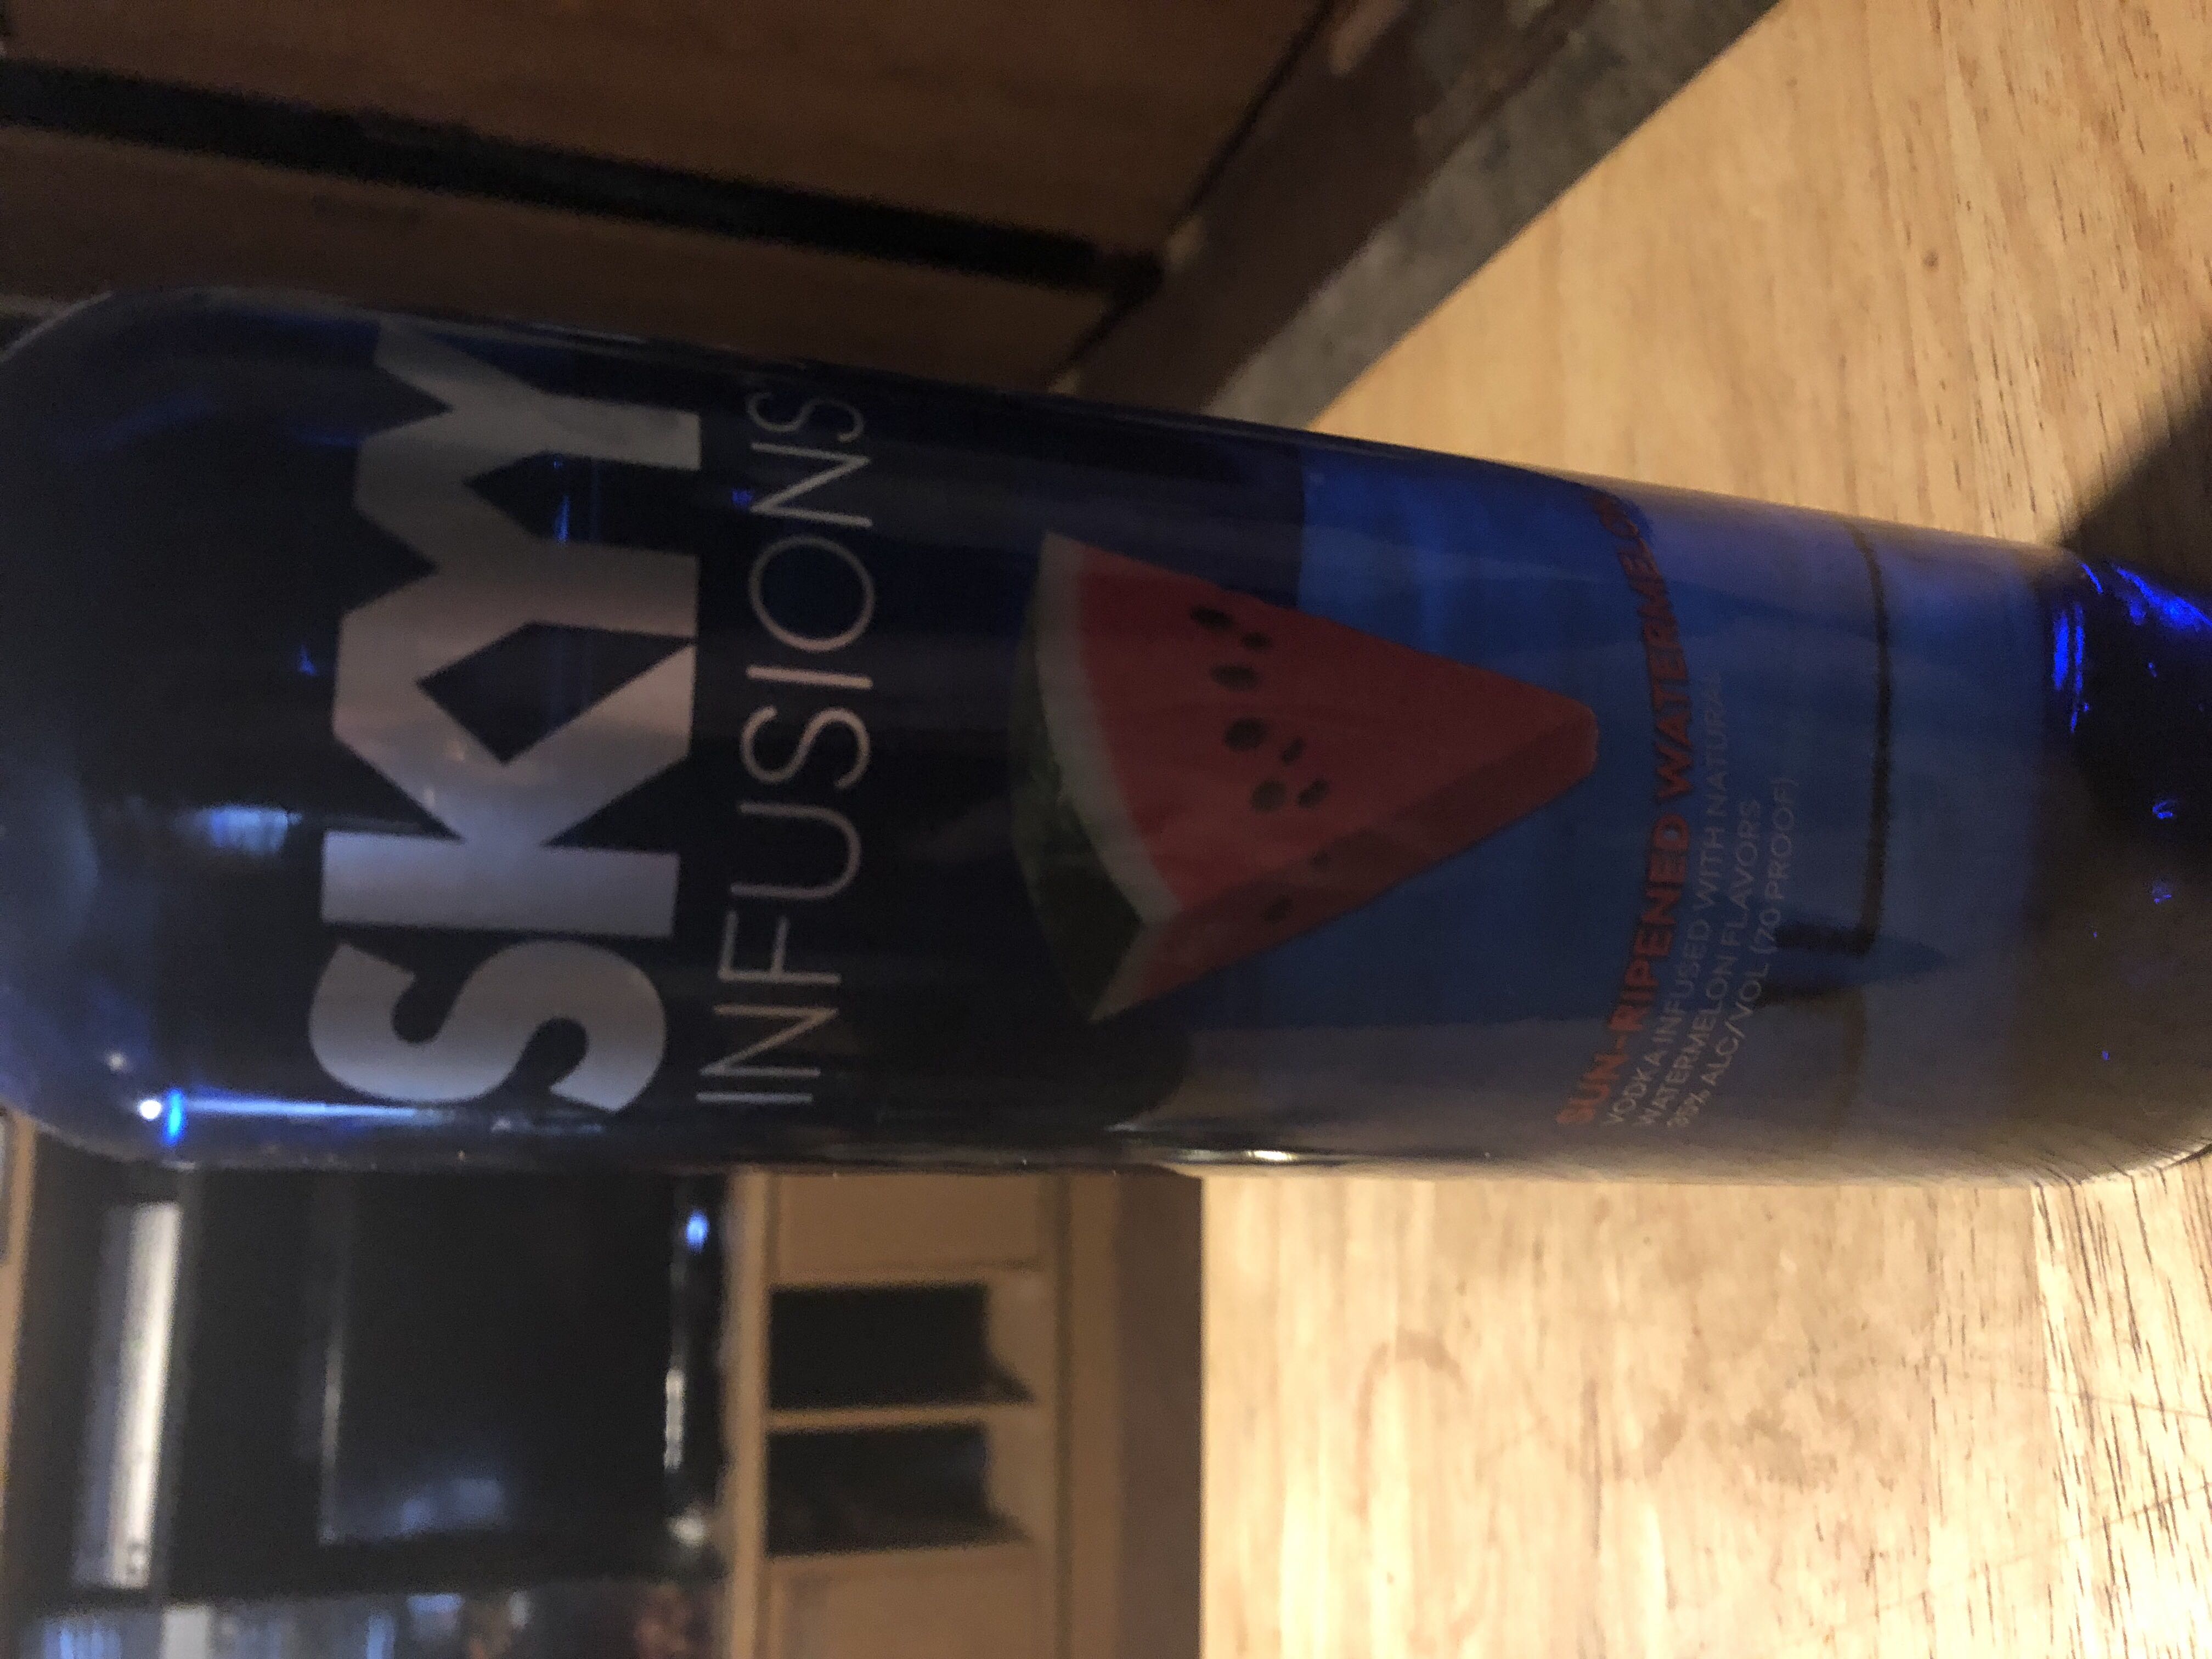 SKYY
INFUSIONS
SUN-RIPENED WATERMELON
VODKA INFUSED WITH NATURAL
WATERMELON FLAVORS
35% ALC/VOL (70 PROOF)